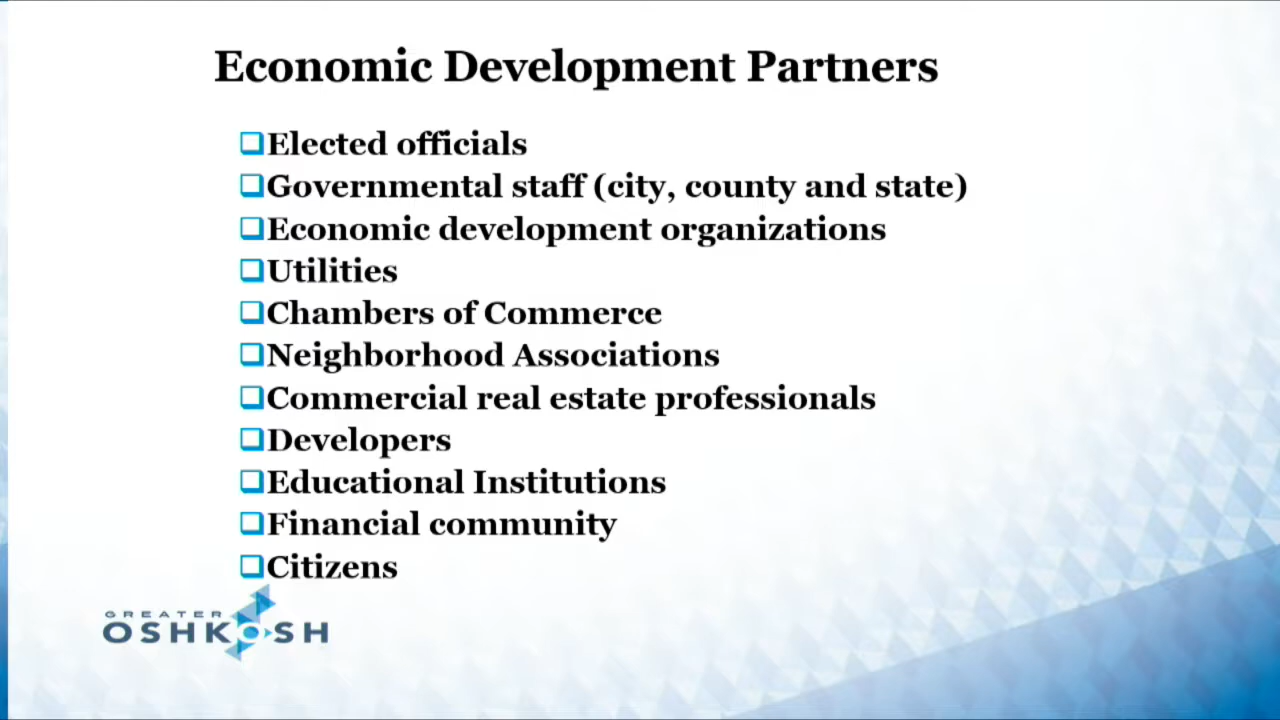 Economic Development Partners
Elected officials
Governmental staff (city, county and state)
Economic development organizations
Utilities
Chambers of Commerce
Neighborhood Associations
Commercial real estate professionals
Developers
Educational Institutions
Financial community
Citizens
GREATER
OSHKOSH